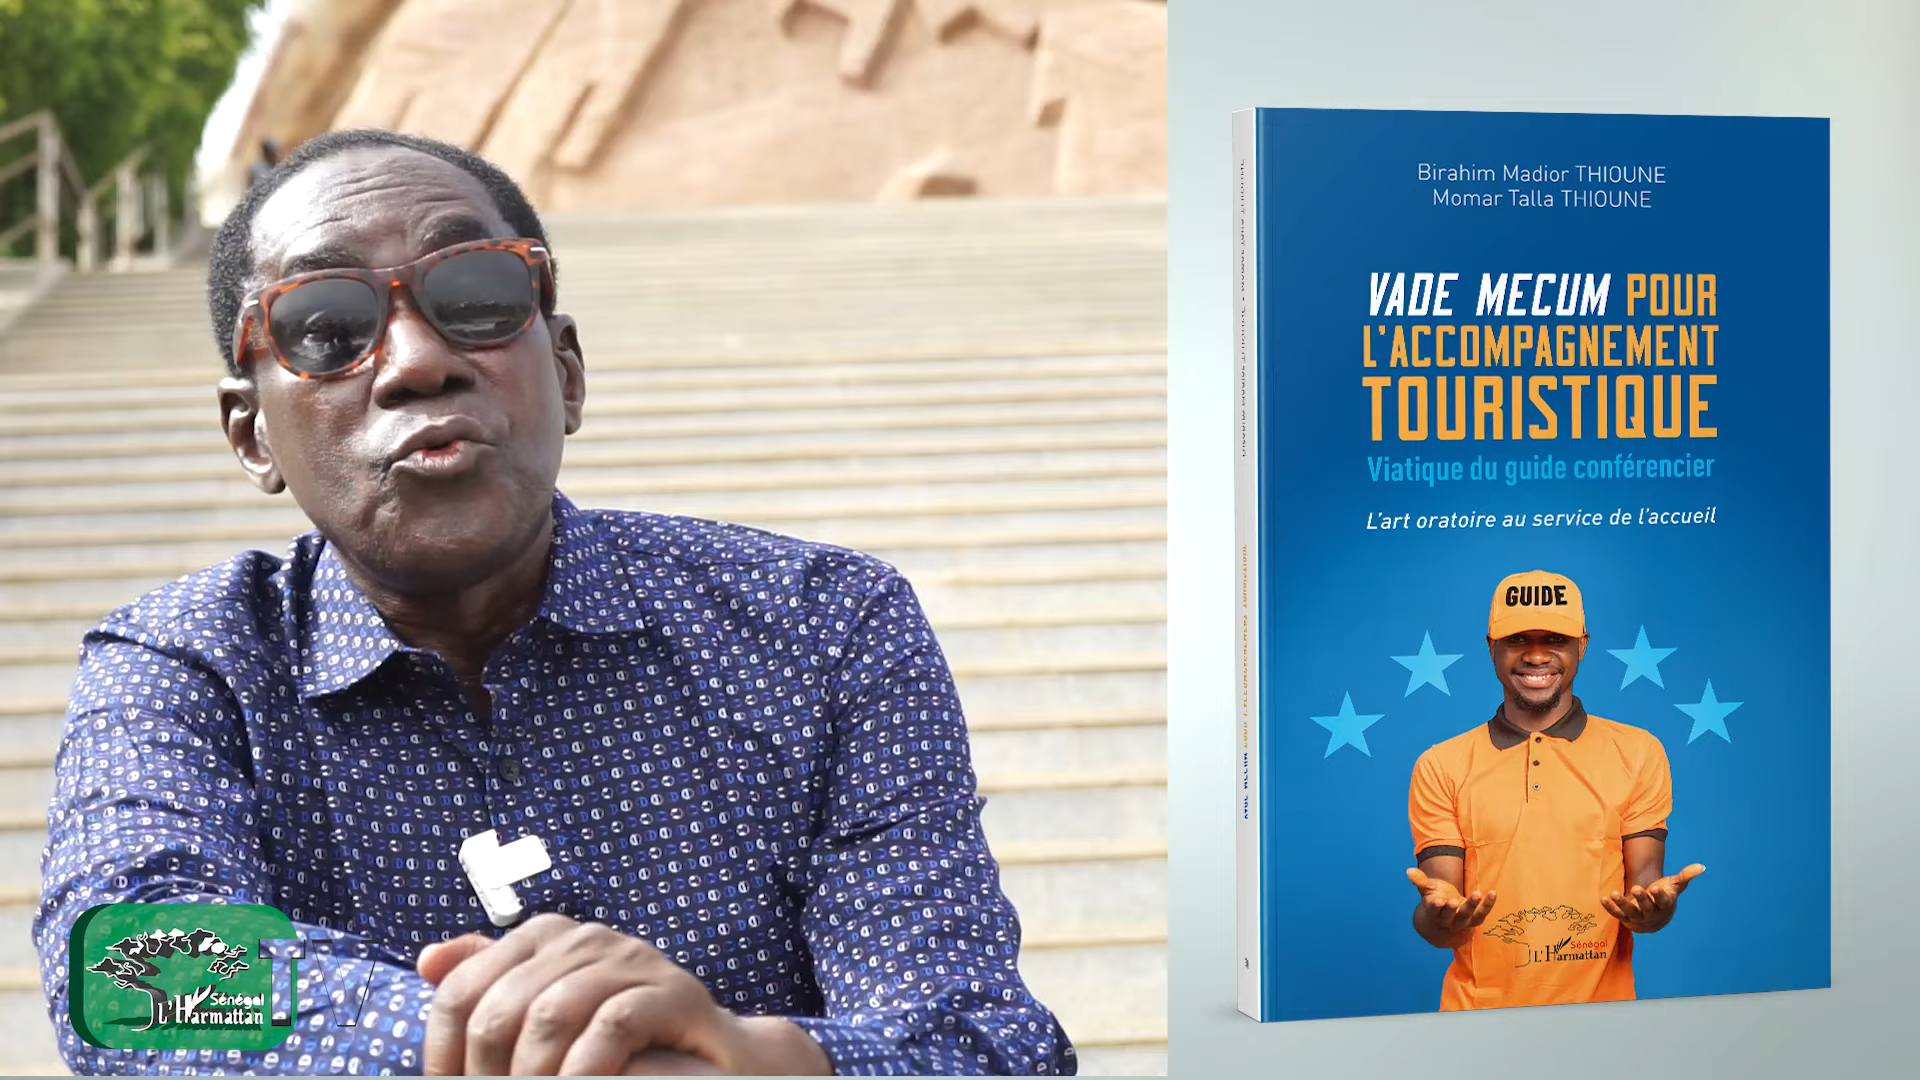 Birahim Madior THIOUNE
Momar Talla THIOUNE
VADE MECUM POUR
L'ACCOMPAGNEMENT
TOURISTIQUE
Viatique du guide conférencier
L'art oratoire au service de l'accueil
GUIDE
Sénégal
L'Harmattan
Sénégal
L'Harmattan
TV